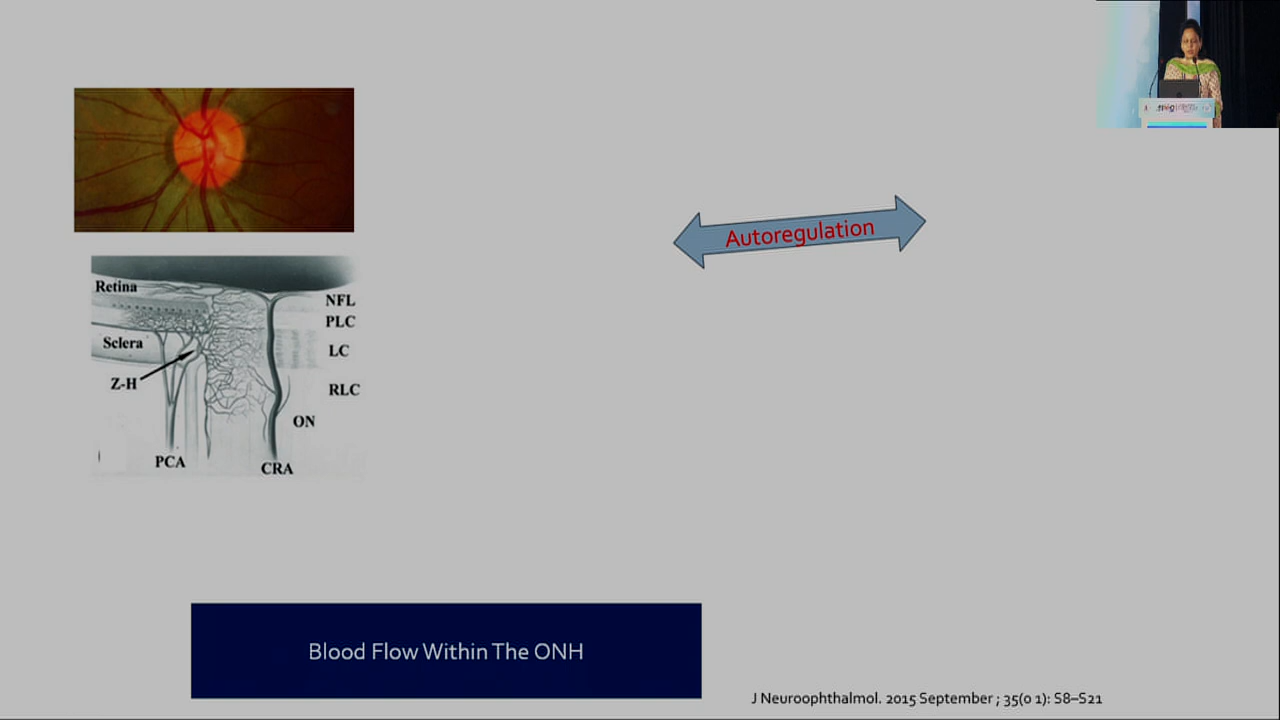 Autoregulation
Retina
NFL
PLC
Sclera
LC
Z-H
RLC
ON
PCA
CRA
Blood Flow Within The ONH
J Neuroophthalmol. 2015 September ; 35(0 1): S8–S21